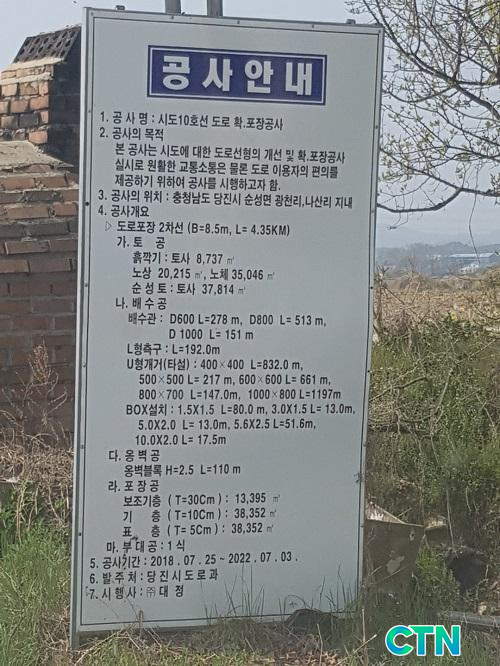 공사안내
1. 공 사 명 : 시도10호선 도로 확.포장공사
2. 공사의 목적
본 공사는 시도에 대한 도로선형의 개선 및 확.포장공사
실시로 원활한 교통소통은 물론 도로 이용자의 편의를
제공하기 위하여 공사를 시행하고자 함.
3. 공사의 위치 : 충청남도 당진시 순성면 광천리,나산리 지내
4. 공사개요
▷ 도로포장 2차선 (B=8.5m, L= 4.35KM)
가. 토 공
흙깎기 : 토사 8,737 ㎥
노상 20,215 ㎥, 노체 35,046 ㎥
순 성 토 : 토사 37,814 ㎥
나. 배 수 공
배수관 : D600 L=278 m, D800 L= 513 m,
D 1000 L= 151 m
L형측구 : L=192.0m
U형개거(타설) : 400×400 L=832.0 m,
500×500 L= 217 m, 600×600 L= 661 m,
800×700 L=147.0m, 1000×800 L=1197m
BOX설치 : 1.5X1.5 L=80.0 m, 3.0X1.5 L= 13.0m,
5.0X2.0 L= 13.0m, 5.6X2.5 L=51.6m,
10.0X2.0 L= 17.5m
다. 옹 벽 공
옹벽블록 H=2.5 L=110 m
라. 포 장 공
보조기층 ( T=30Cm ) : 13,395 ㎡
기 층 ( T=10Cm ) : 38,352 ㎡
표 층 ( T= 5Cm ) : 38,352 ㎡
마. 부 대 공 : 1 식
5. 공사기간 : 2018 . 07 . 25 ~ 2022 . 07 . 03 .
6. 발 주 처 : 당 진 시 도 로 과
7. 시 행 사 : ㈜ 대 정
CTN